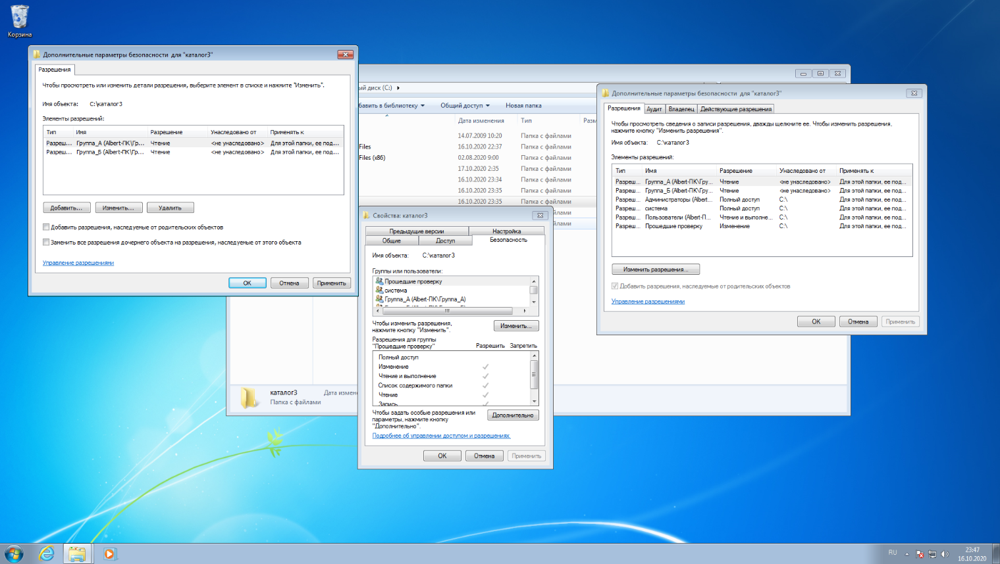 Корзина
Дополнительные параметры безопасности для "каталог3"
Разрешения
Чтобы просмотреть или изменить детали разрешения, выберите элемент в списке и нажмите "Изменить".
Имя объекта: C:\каталог3
Элементы разрешений:
Тип Имя Разрешение Унаследовано от Применять к
Разреш... Группа_А (Albert-ПК\Гр... Чтение <не унаследовано> Для этой папки, ее под...
Разреш... Группа_Б (Albert-ПК\Гр... Чтение <не унаследовано> Для этой папки, ее под...
Добавить... Изменить... Удалить
Добавить разрешения, наследуемые от родительских объектов
Заменить все разрешения дочернего объекта на разрешения, наследуемые от этого объекта
Управление разрешениями
ОК Отмена Применить
ый диск (C:)
бавить в библиотеку Общий доступ Новая папка
Дата изменения Тип Разм
14.07.2009 10:20 Папка с файлами
Files 16.10.2020 22:37 Папка с файлами
Files (x86) 02.08.2020 9:00 Папка с файлами
17.10.2020 2:35 Папка с файлами
16.10.2020 23:34 Папка с файлами
16.10.2020 23:35 Папка с файлами
16.10.2020 23:35 Папка с файлами
йлами
йлами
каталог3 Дата измене
Папка с файлами
Свойства: каталог3
Предыдущие версии Настройка
Общие Доступ Безопасность
Имя объекта: C:\каталог3
Группы или пользователи:
Прошедшие проверку
система
Группа_А (Albert-ПК\Группа_А)
Чтобы изменить разрешения,
нажмите кнопку "Изменить".
Изменить...
Разрешения для группы
"Прошедшие проверку" Разрешить Запретить
Полный доступ
Изменение
Чтение и выполнение
Список содержимого папки
Чтение
Запись
Чтобы задать особые разрешения или
параметры, нажмите кнопку
"Дополнительно".
Дополнительно
Подробнее об управлении доступом и разрешениях
ОК Отмена Применить
Дополнительные параметры безопасности для "каталог3"
Разрешения Аудит Владелец Действующие разрешения
Чтобы просмотреть сведения о записи разрешения, дважды щелкните ее. Чтобы изменить разрешения,
нажмите кнопку "Изменить разрешения".
Имя объекта: C:\каталог3
Элементы разрешений:
Тип Имя Разрешение Унаследовано от Применять к
Разреш... Группа_А (Albert-ПК\Гру... Чтение <не унаследовано> Для этой папки, ее под...
Разреш... Группа_Б (Albert-ПК\Гру... Чтение <не унаследовано> Для этой папки, ее под...
Разреш... Администраторы (Albert... Полный доступ C:\ Для этой папки, ее под...
Разреш... система Полный доступ C:\ Для этой папки, ее под...
Разреш... Пользователи (Albert-П... Чтение и выполне... C:\ Для этой папки, ее под...
Разреш... Прошедшие проверку Изменение C:\ Для этой папки, ее под...
Изменить разрешения...
Добавить разрешения, наследуемые от родительских объектов
Управление разрешениями
ОК Отмена Применить
RU
23:47
16.10.2020